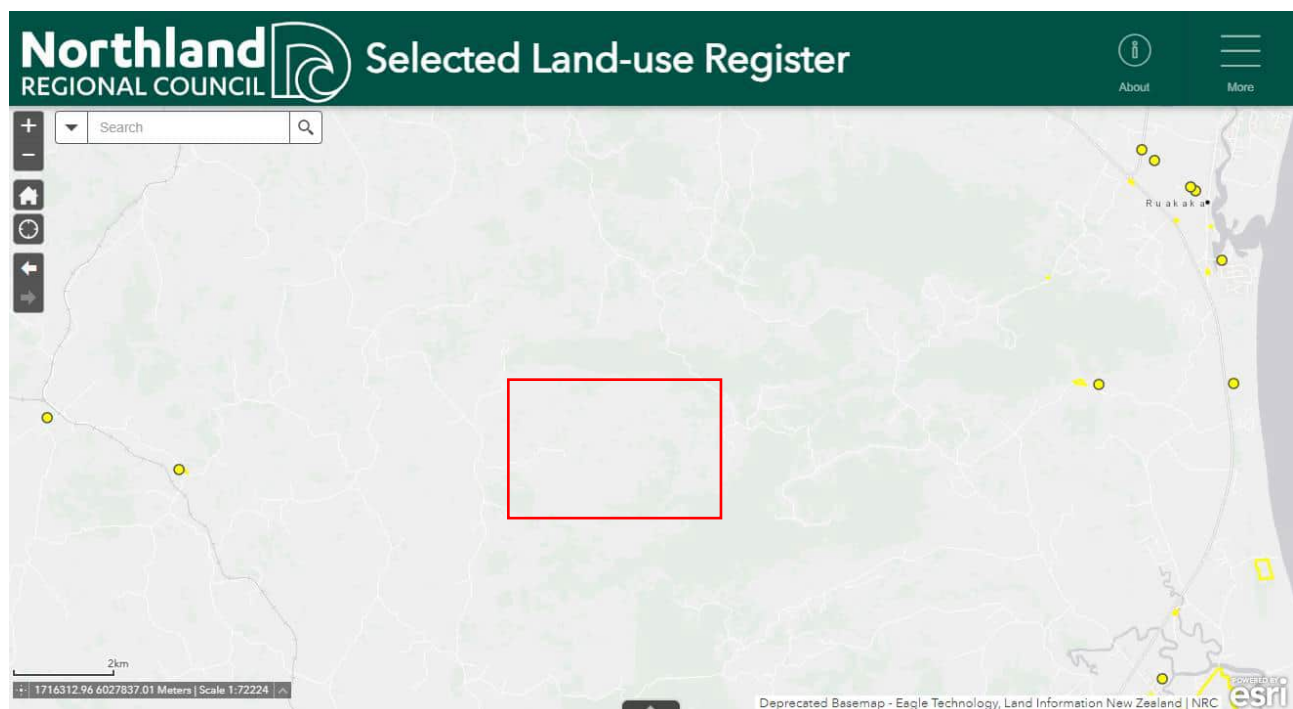 Northland
REGIONAL COUNCIL
Selected Land-use Register
About
More
Search
Ruakaka
2km
1716312.96 6027837.01 Meters | Scale 1:72224
Deprecated Basemap - Eagle Technology, Land Information New Zealand | NRC
POWERED BY
esri